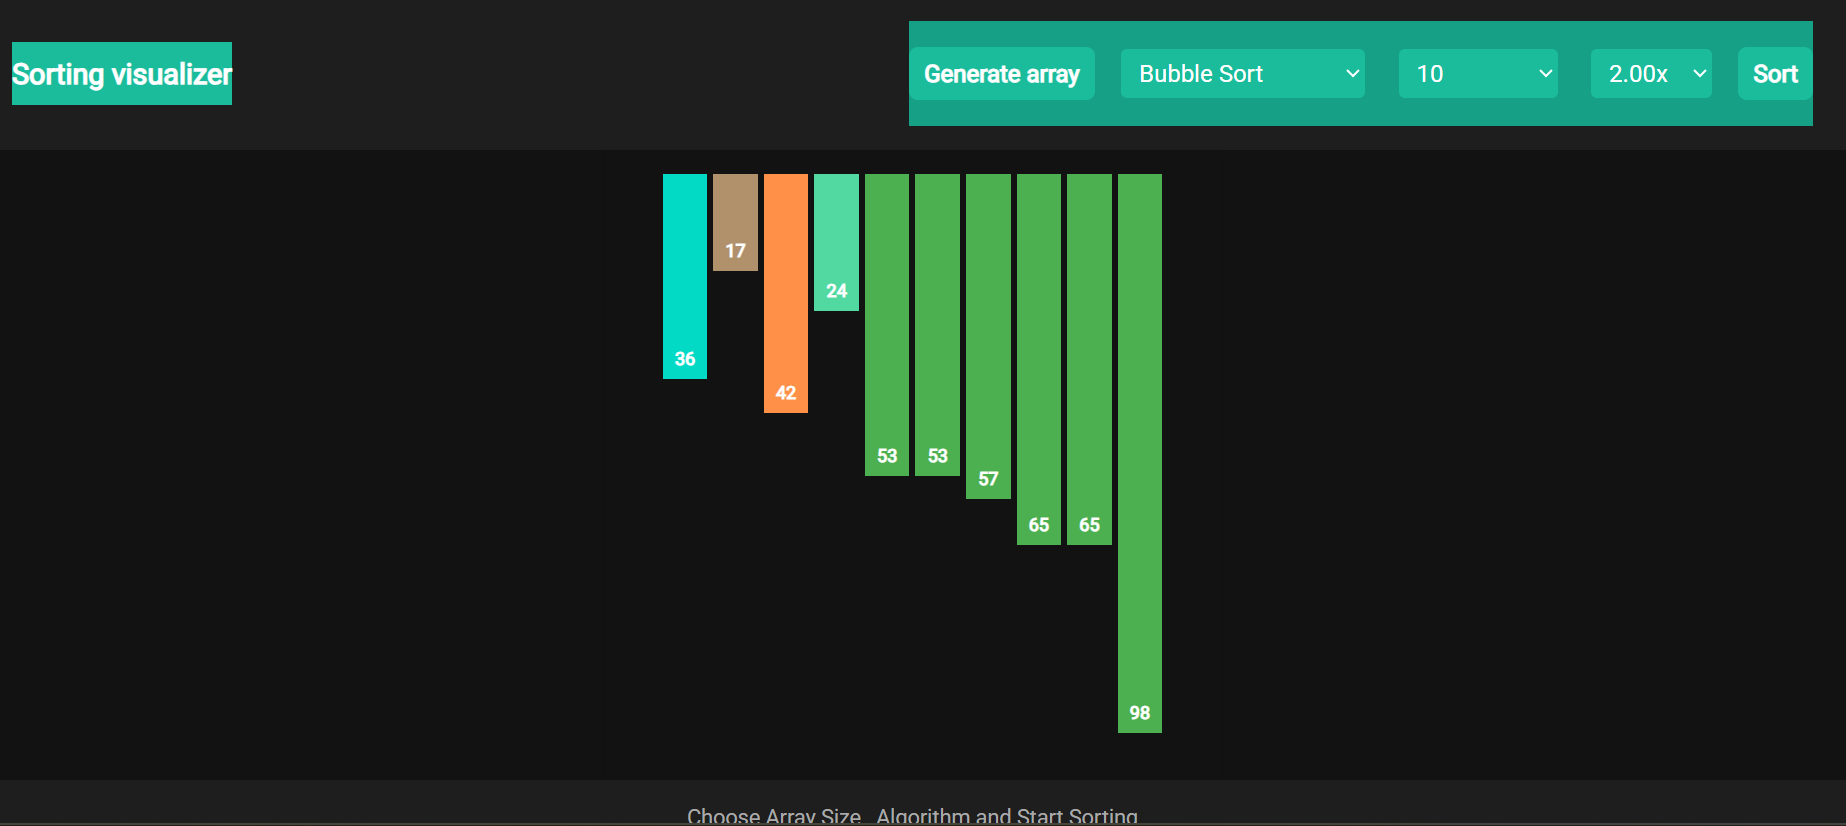 Sorting visualizer
Generate array
Bubble Sort
10
2.00x
Sort
36
17
42
24
53
53
57
65
65
98
Choose Array Size Algorithm and Start Sorting